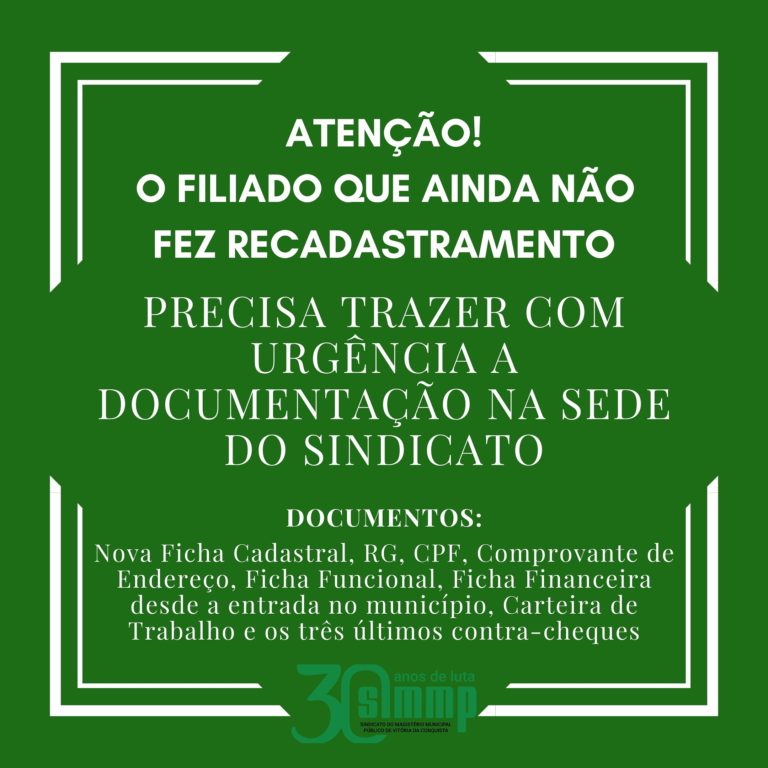 ATENÇÃO!
O FILIADO QUE AINDA NÃO
FEZ RECADASTRAMENTO
PRECISA TRAZER COM
URGÊNCIA A
DOCUMENTAÇÃO NA SEDE
DO SINDICATO
DOCUMENTOS:
Nova Ficha Cadastral, RG, CPF, Comprovante de
Endereço, Ficha Funcional, Ficha Financeira
desde a entrada no município, Carteira de
Trabalho e os três últimos contra-cheques
30 anos de luta
simmp
SINDICATO DO MAGISTÉRIO MUNICIPAL
PÚBLICO DE VITÓRIA DA CONQUISTA